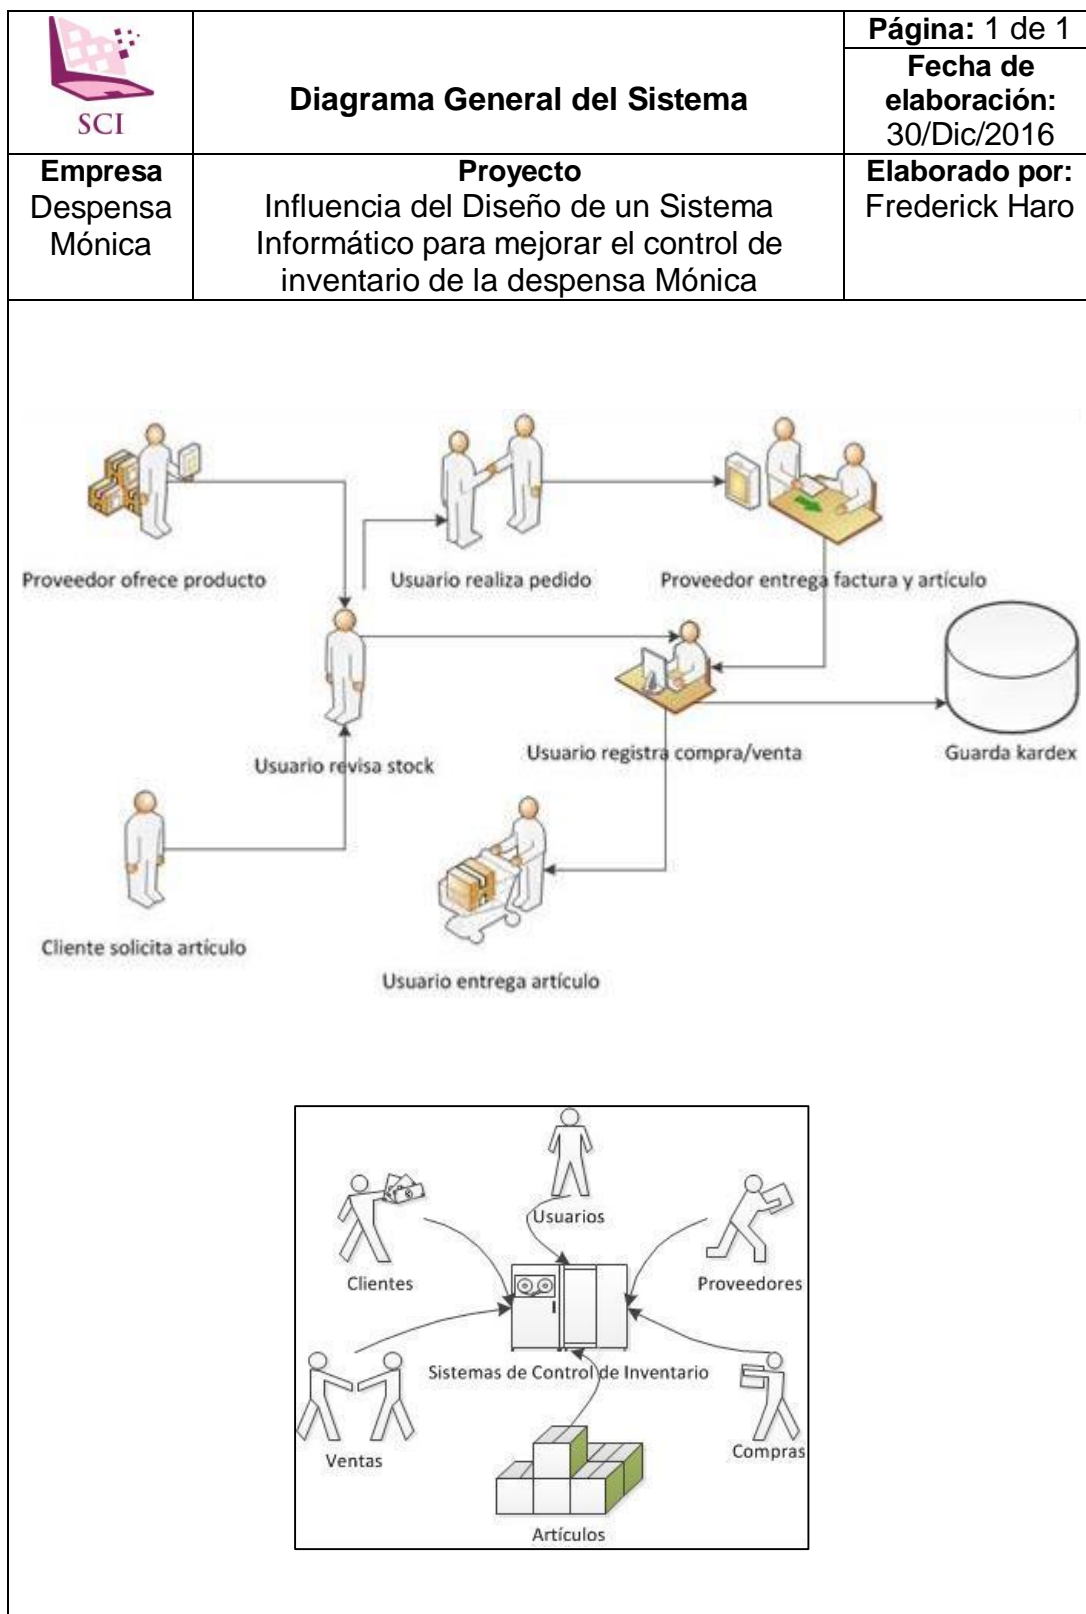 SCI
Diagrama General del Sistema
Página: 1 de 1
Fecha de
elaboración:
30/Dic/2016
Empresa
Despensa
Mónica
Proyecto
Influencia del Diseño de un Sistema
Informático para mejorar el control de
inventario de la despensa Mónica
Elaborado por:
Frederick Haro
Proveedor ofrece producto
Usuario realiza pedido
Proveedor entrega factura y artículo
Usuario revisa stock
Usuario registra compra/venta
Guarda kardex
Cliente solicita artículo
Usuario entrega artículo
Usuarios
Clientes
Proveedores
Sistemas de Control de Inventario
Ventas
Compras
Artículos